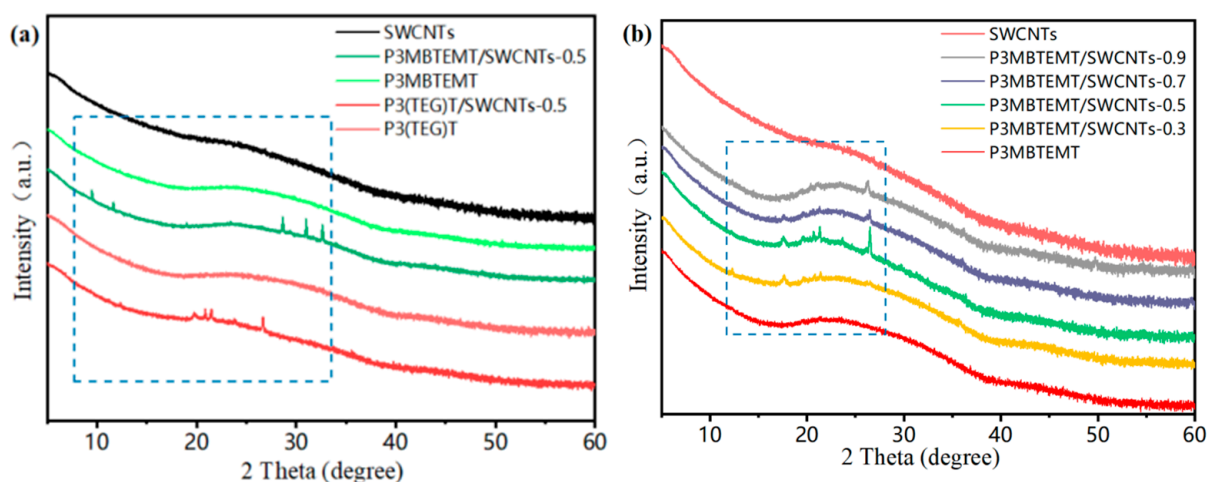 (a)
SWCNTs
P3MBTEMT/SWCNTs-0.5
P3MBTEMT
P3(TEG)T/SWCNTs-0.5
P3(TEG)T
Intensity（a.u.）
10 20 30 40 50 60
2 Theta (degree)
(b)
SWCNTs
P3MBTEMT/SWCNTs-0.9
P3MBTEMT/SWCNTs-0.7
P3MBTEMT/SWCNTs-0.5
P3MBTEMT/SWCNTs-0.3
P3MBTEMT
Intensity（a.u.）
10 20 30 40 50 60
2 Theta (degree)